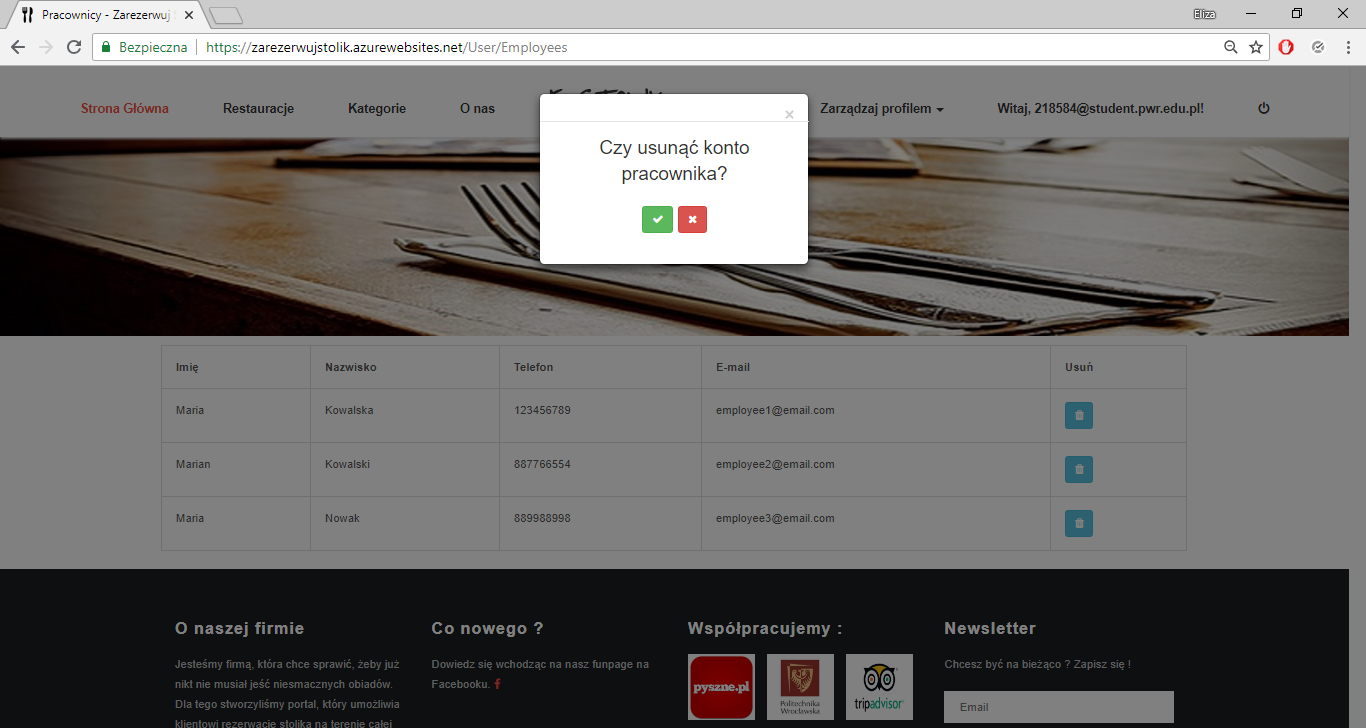 Pracownicy - Zarezerwuj
Eliza
Bezpieczna
https://zarezerwujstolik.azurewebsites.net/User/Employees
Strona Główna
Restauracje
Kategorie
O nas
Zarządzaj profilem
Witaj, 218584@student.pwr.edu.pl!
×
Czy usunąć konto
pracownika?
Imię Nazwisko Telefon E-mail Usuń
Maria Kowalska 123456789 employee1@email.com
Marian Kowalski 887766554 employee2@email.com
Maria Nowak 889988998 employee3@email.com
O naszej firmie
Jesteśmy firmą, która chce sprawić, żeby już
nikt nie musiał jeść niesmacznych obiadów.
Dla tego stworzyliśmy portal, który umożliwia
klientowi rezerwacje stolika na terenie całej
Co nowego ?
Dowiedz się wchodząc na nasz funpage na
Facebooku.
Współpracujemy :
pyszne.pl
Politechnika
Wrocławska
tripadvisor
Newsletter
Chcesz być na bieżąco ? Zapisz się !
Email